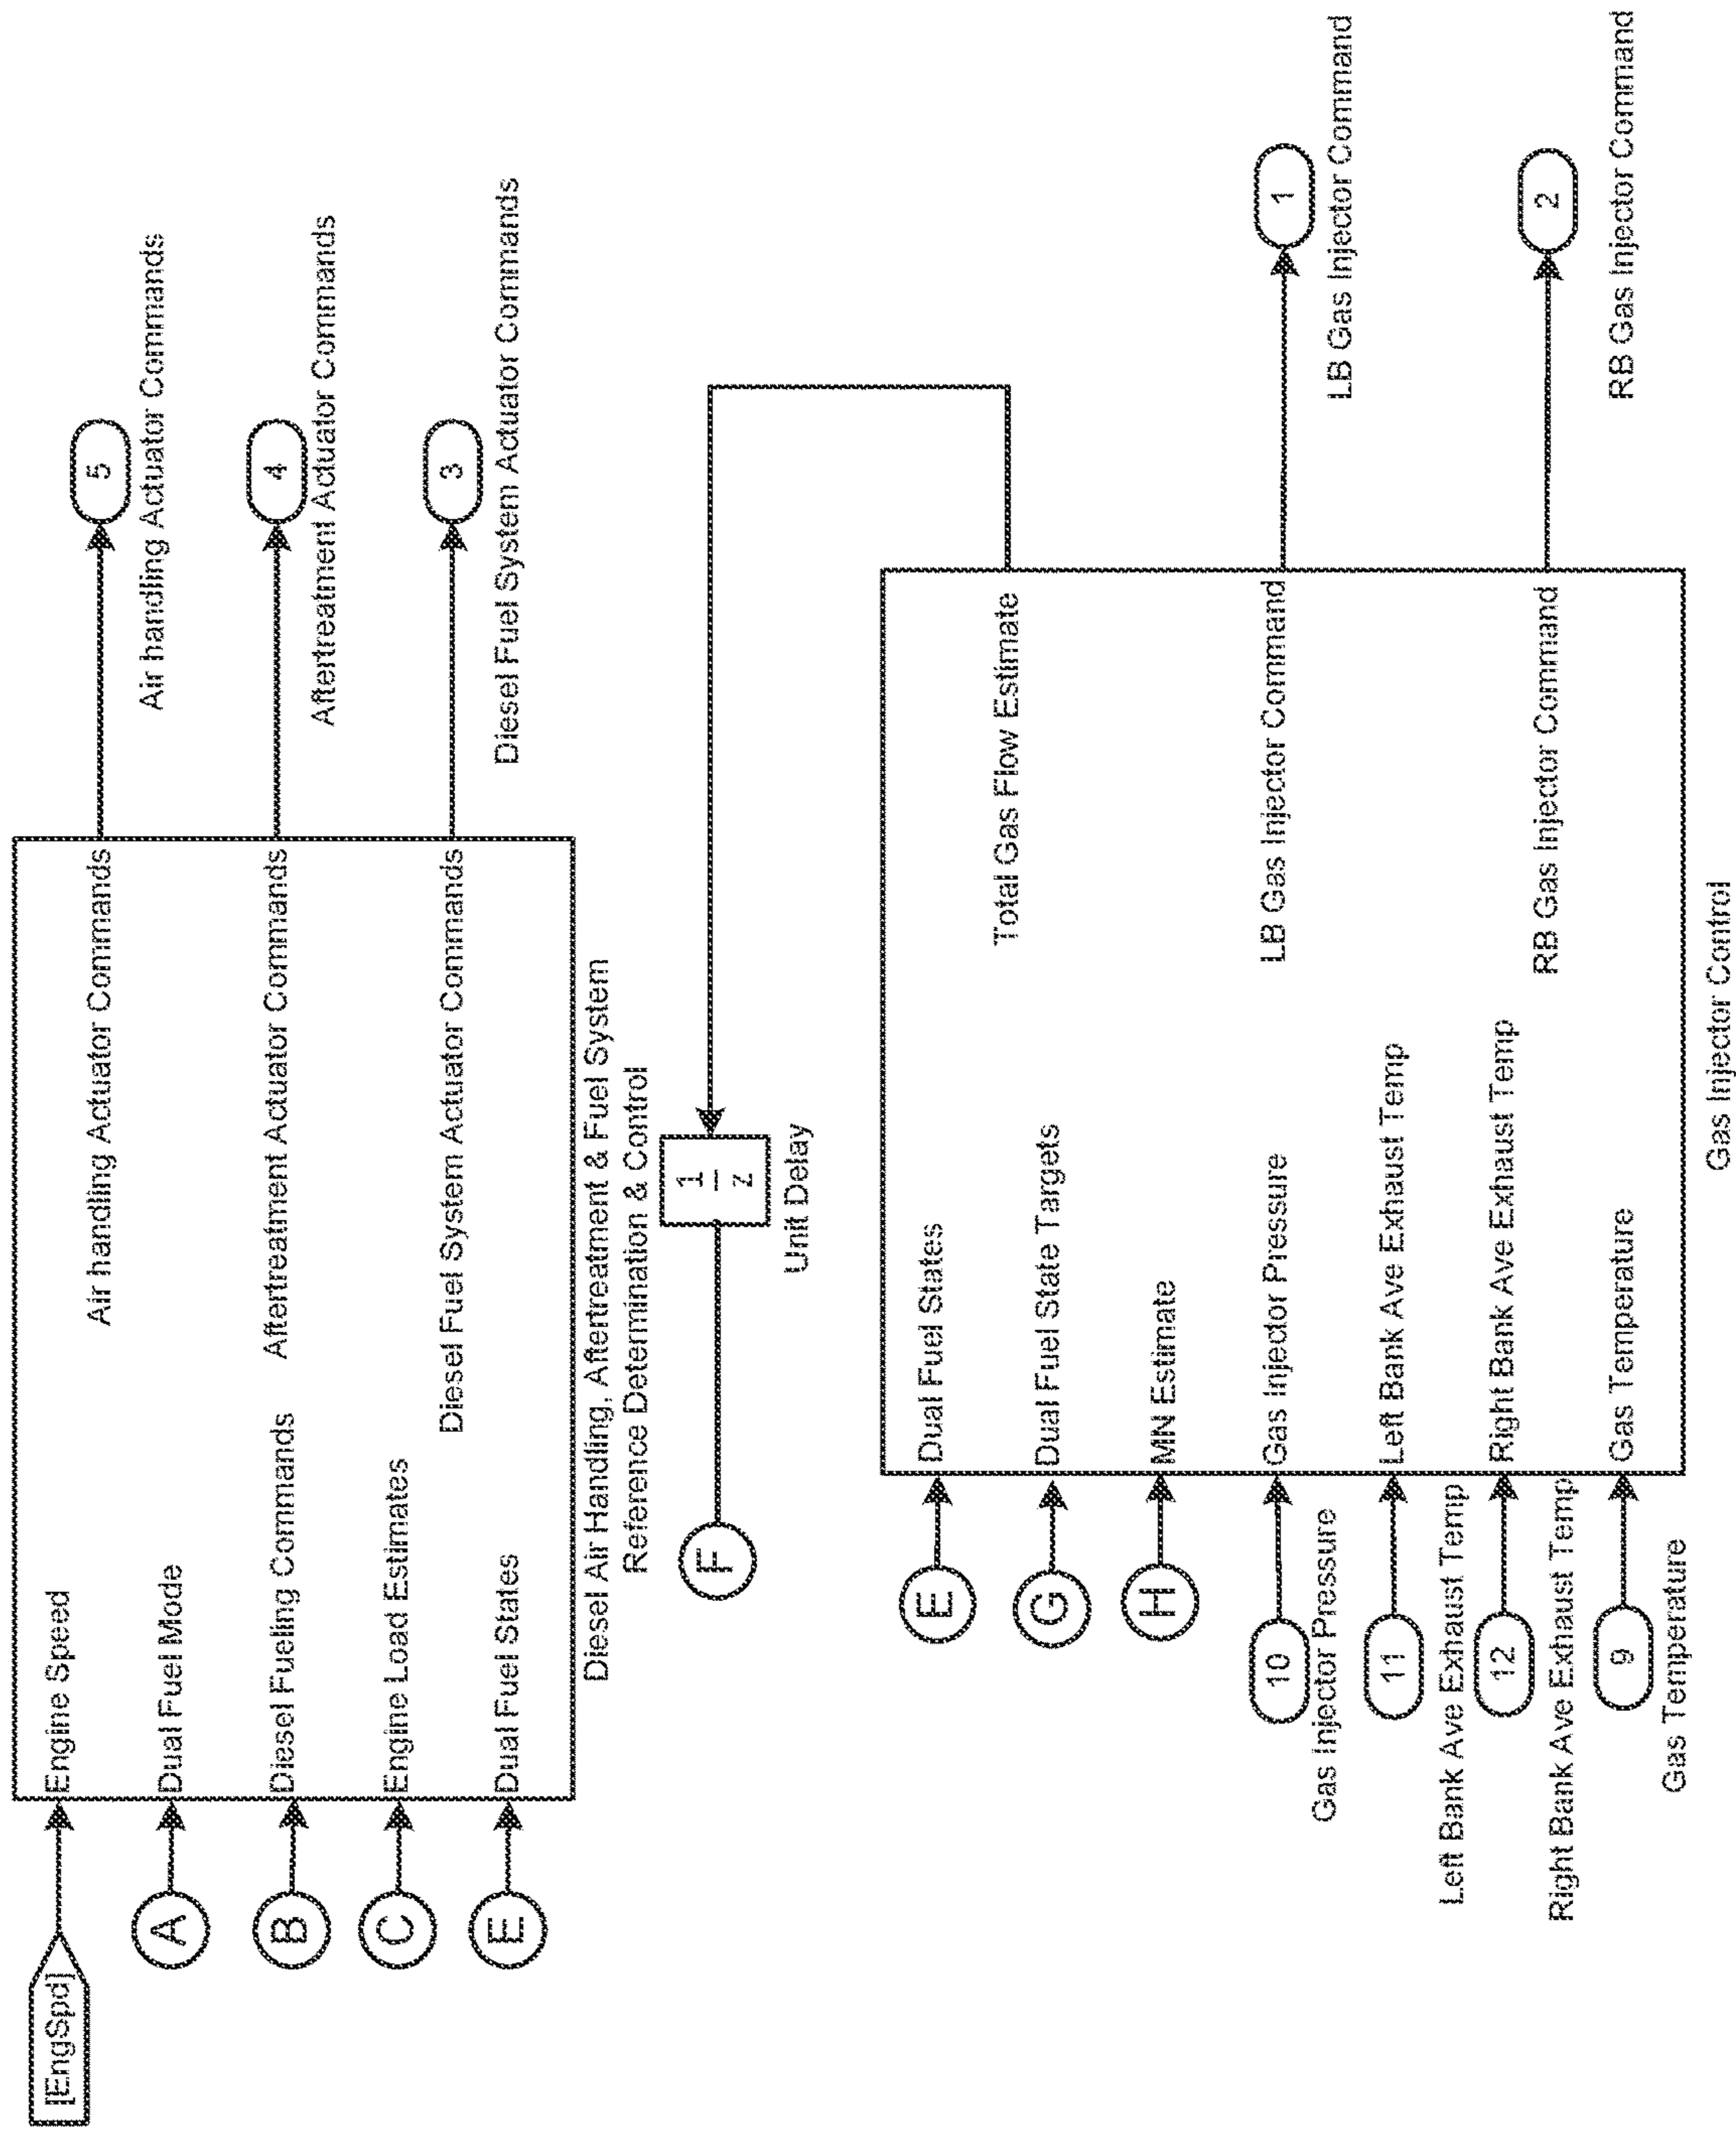 [EngSpd]
Engine Speed
A
Dual Fuel Mode
B
Diesel Fueling Commands
C
Engine Load Estimates
E
Dual Fuel States
Air handling Actuator Commands
Aftertreatment Actuator Commands
Diesel Fuel System Actuator Commands
5
Air handling Actuator Commands
4
Aftertreatment Actuator Commands
3
Diesel Fuel System Actuator Commands
Diesel Air Handling, Aftertreatment & Fuel System
Reference Determination & Control
F
1
z
Unit Delay
E
Dual Fuel States
G
Dual Fuel State Targets
H
MN Estimate
10
Gas Injector Pressure
Gas Injector Pressure
11
Left Bank Ave Exhaust Temp
Left Bank Ave Exhaust Temp
12
Right Bank Ave Exhaust Temp
Right Bank Ave Exhaust Temp
9
Gas Temperature
Gas Temperature
Total Gas Flow Estimate
LB Gas Injector Command
RB Gas Injector Command
1
LB Gas Injector Command
2
RB Gas Injector Command
Gas Injector Control